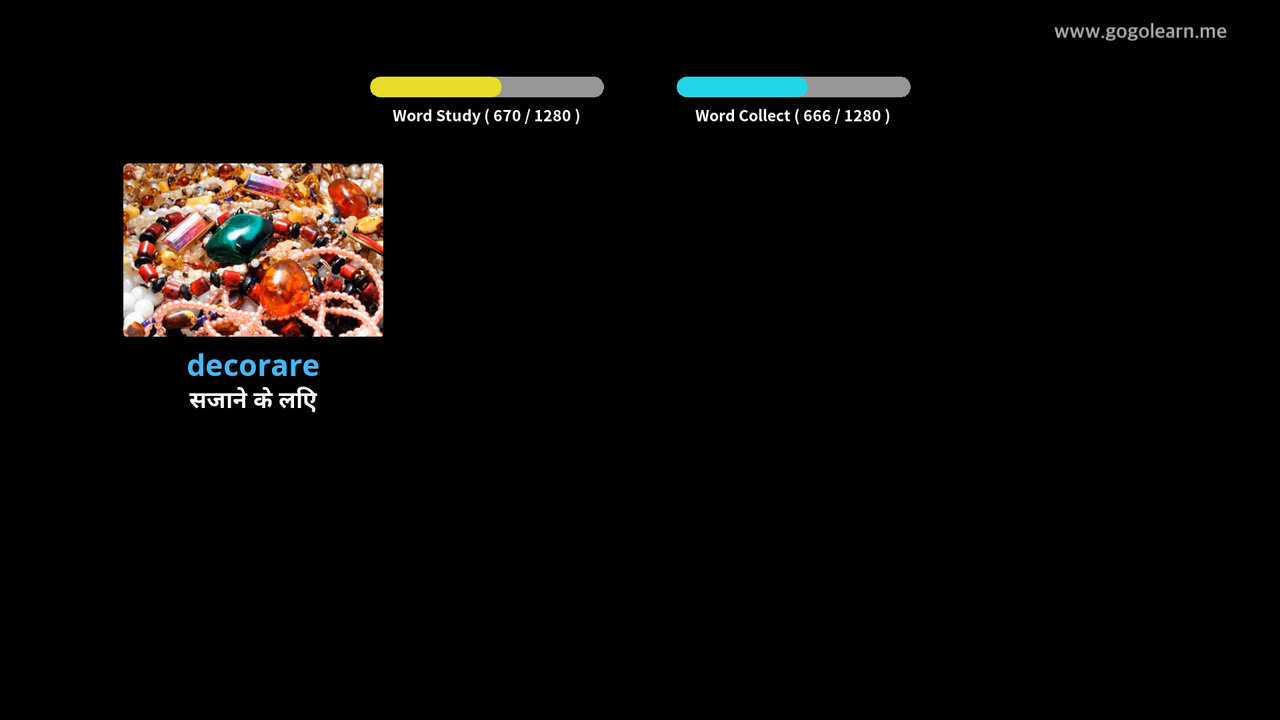 www.gogolearn.me
Word Study ( 670 / 1280 )
Word Collect ( 666 / 1280 )
decorare
सजाने के लिए